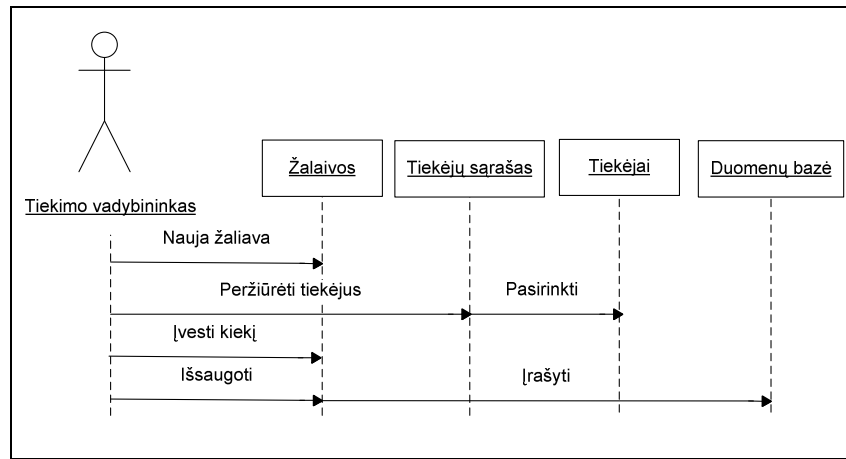 Žalaivos
Tiekėjų sąrašas
Tiekėjai
Duomenų bazė
Tiekimo vadybininkas
Nauja žaliava
Peržiūrėti tiekėjus
Pasirinkti
Įvesti kiekį
Išsaugoti
Įrašyti